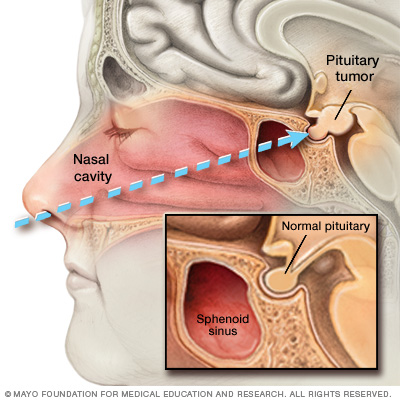 Pituitary
tumor
Nasal
cavity
Normal pituitary
Sphenoid
sinus
© MAYO FOUNDATION FOR MEDICAL EDUCATION AND RESEARCH. ALL RIGHTS RESERVED.